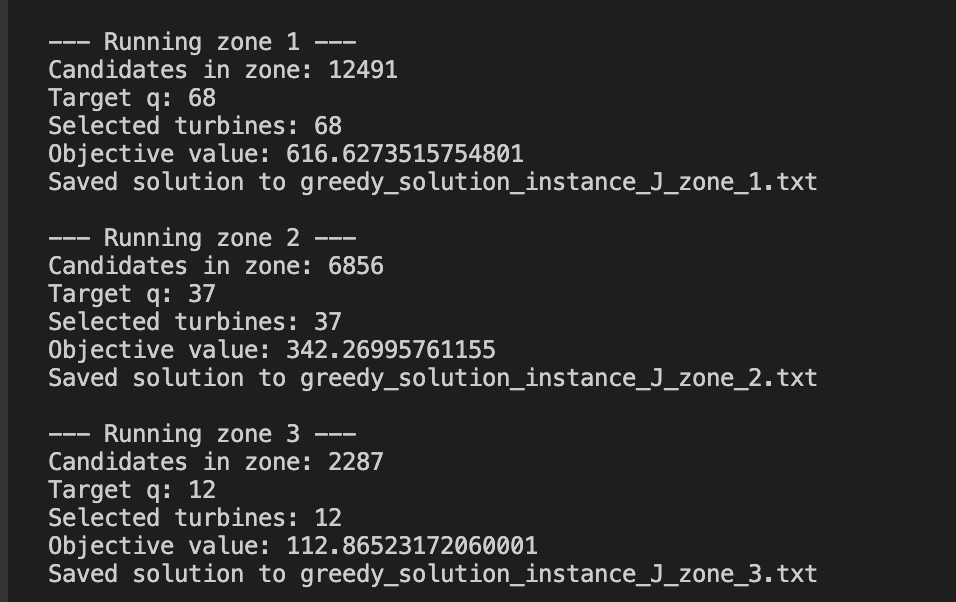 --- Running zone 1 ---
Candidates in zone: 12491
Target q: 68
Selected turbines: 68
Objective value: 616.6273515754801
Saved solution to greedy_solution_instance_J_zone_1.txt
--- Running zone 2 ---
Candidates in zone: 6856
Target q: 37
Selected turbines: 37
Objective value: 342.26995761155
Saved solution to greedy_solution_instance_J_zone_2.txt
--- Running zone 3 ---
Candidates in zone: 2287
Target q: 12
Selected turbines: 12
Objective value: 112.86523172060001
Saved solution to greedy_solution_instance_J_zone_3.txt